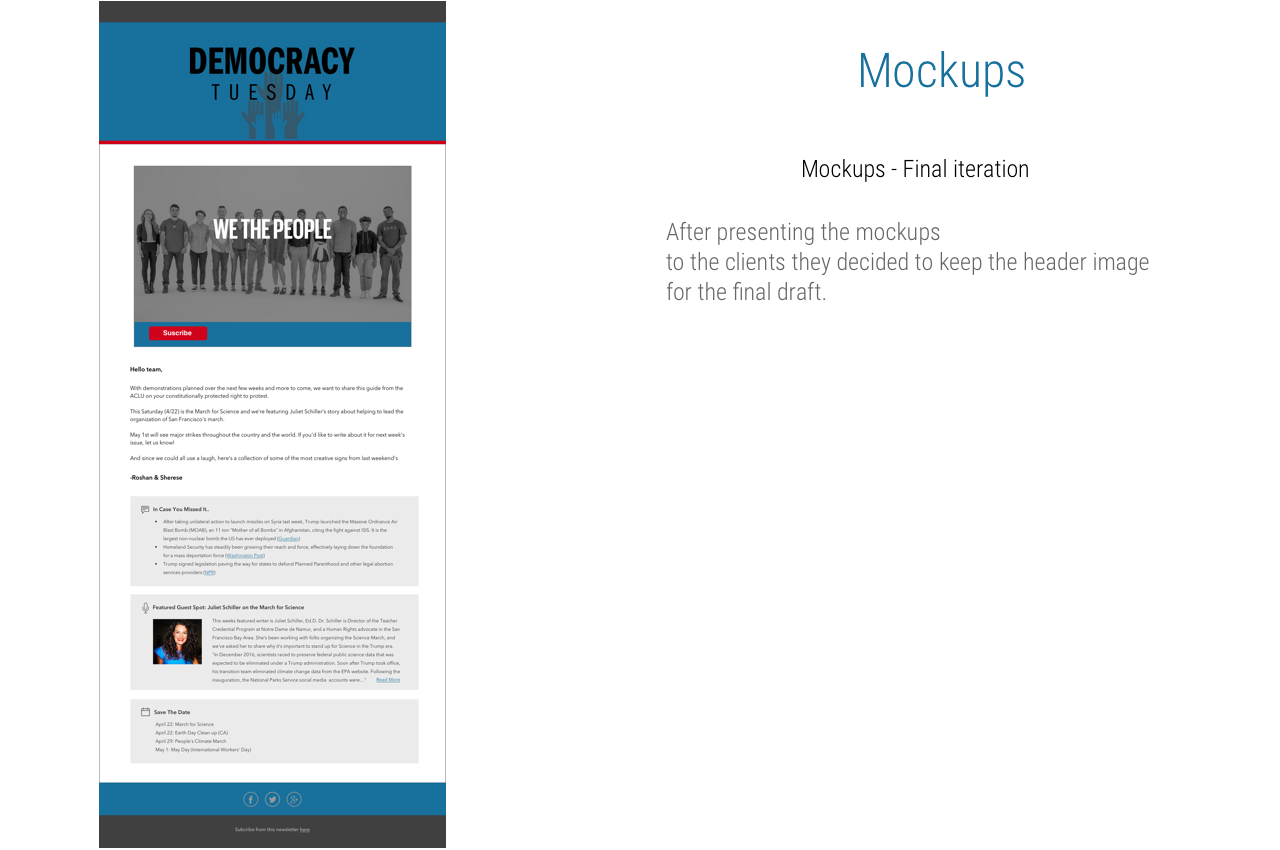 DEMOCRACY
TUESDAY
WE THE PEOPLE
Suscribe
Hello team,
With demonstrations planned over the next few weeks and more to come, we want to share this guide from the
ACLU on your constitutionally protected right to protest.
This Saturday (4/22) is the March for Science and we're featuring Juliet Schiller's story about helping to lead the
organization of San Francisco's march.
May 1st will see major strikes throughout the country and the world. If you'd like to write about it for next week's
issue, let us know!
And since we could all use a laugh, here's a collection of some of the most creative signs from last weekend's
-Roshan & Sherese
In Case You Missed It..
• After taking unilateral action to launch missiles on Syria last week, Trump launched the Massive Ordnance Air
Blast Bomb (MOAB), an 11 ton "Mother of all Bombs" in Afghanistan, citing the fight against ISIS. It is the
largest non-nuclear bomb the US has ever deployed (Guardian)
• Homeland Security has steadily been growing their reach and force, effectively laying down the foundation
for a mass deportation force (Washington Post)
• Trump signed legislation paving the way for states to defund Planned Parenthood and other legal abortion
services providers (NPR)
Featured Guest Spot: Juliet Schiller on the March for Science
This weeks featured writer is Juliet Schiller, Ed.D. Dr. Schiller is Director of the Teacher
Credential Program at Notre Dame de Namur, and a Human Rights advocate in the San
Francisco Bay Area. She's been working with folks organizing the Science March, and
we've asked her to share why it's important to stand up for Science in the Trump era.
"In December 2016, scientists raced to preserve federal public science data that was
expected to be eliminated under a Trump administration. Soon after Trump took office,
his transition team eliminated climate change data from the EPA website. Following the
inauguration, the National Parks Service social media accounts were..." Read More
Save The Date
April 22: March for Science
April 22: Earth Day Clean-up (CA)
April 29: People's Climate March
May 1: May Day (International Workers' Day)
Subcribe from this newsletter here
Mockups
Mockups - Final iteration
After presenting the mockups
to the clients they decided to keep the header image
for the final draft.